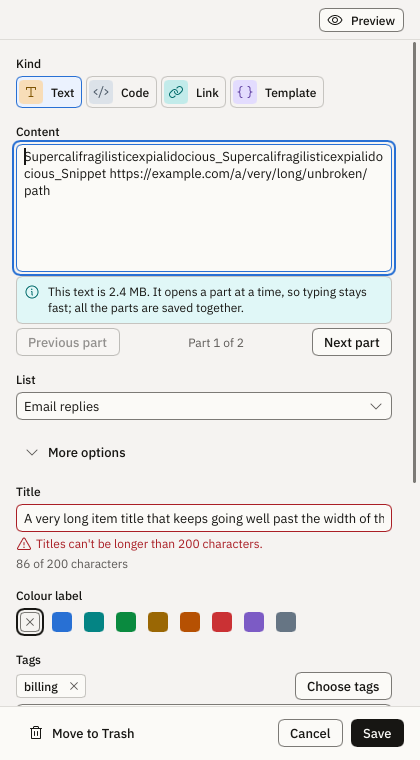 Preview
Kind
T Text
</> Code
Link
{ } Template
Content
Supercalifragilisticexpialidocious_Supercalifragilisticexpialido
cious_Snippet https://example.com/a/very/long/unbroken/
path
This text is 2.4 MB. It opens a part at a time, so typing stays
fast; all the parts are saved together.
Previous part
Part 1 of 2
Next part
List
Email replies
More options
Title
A very long item title that keeps going well past the width of th
Titles can't be longer than 200 characters.
86 of 200 characters
Colour label
Tags
billing
Choose tags
Move to Trash
Cancel
Save